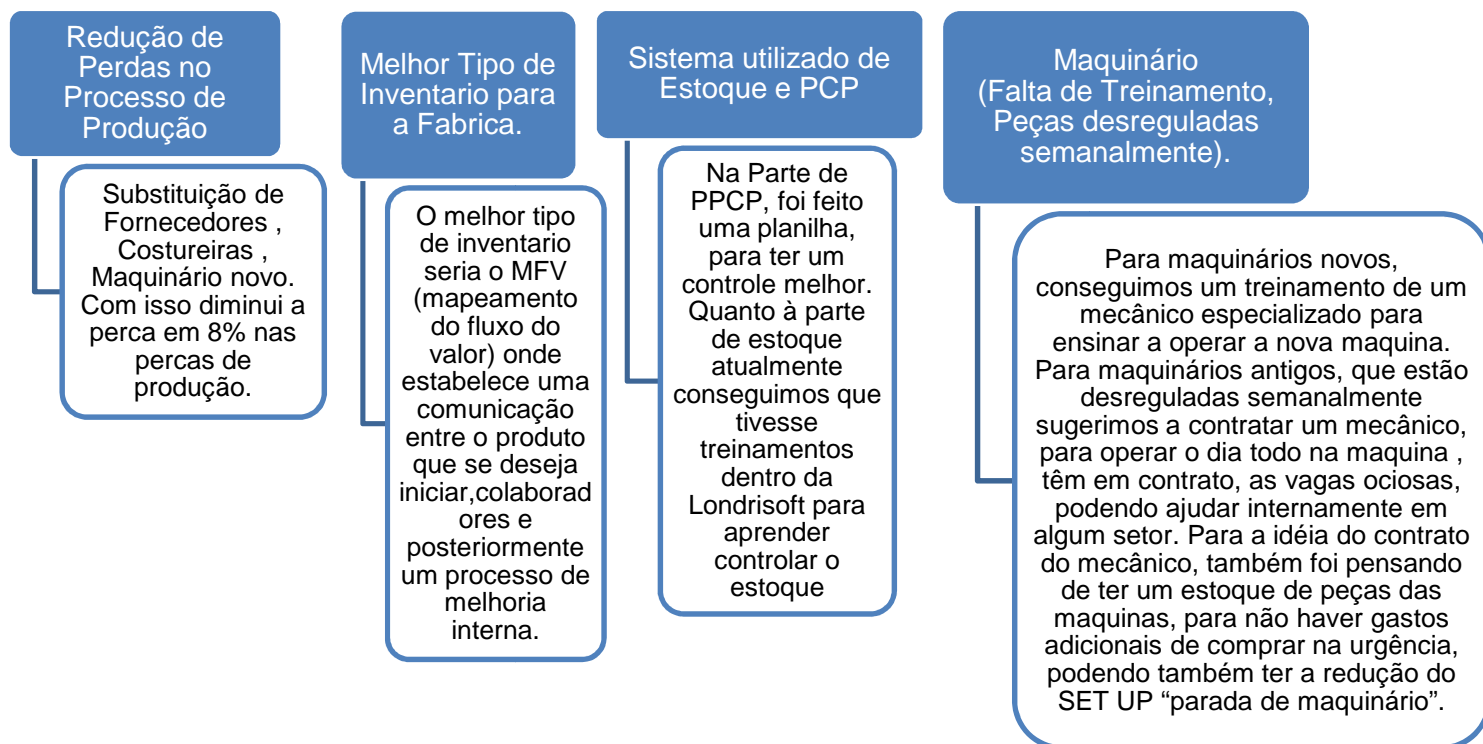 Redução de
Perdas no
Processo de
Produção
Substituição de
Fornecedores ,
Costureiras ,
Maquinário novo.
Com isso diminui a
perca em 8% nas
percas de
produção.
Melhor Tipo de
Inventario para
a Fabrica.
O melhor tipo
de inventario
seria o MFV
(mapeamento
do fluxo do
valor) onde
estabelece uma
comunicação
entre o produto
que se deseja
iniciar,colaborad
ores e
posteriormente
um processo de
melhoria
interna.
Sistema utilizado de
Estoque e PCP
Na Parte de
PPCP, foi feito
uma planilha,
para ter um
controle melhor.
Quanto à parte
de estoque
atualmente
conseguimos que
tivesse
treinamentos
dentro da
Londrisoft para
aprender
controlar o
estoque
Maquinário
(Falta de Treinamento,
Peças desreguladas
semanalmente).
Para maquinários novos,
conseguimos um treinamento de um
mecânico especializado para
ensinar a operar a nova maquina.
Para maquinários antigos, que estão
desreguladas semanalmente
sugerimos a contratar um mecânico,
para operar o dia todo na maquina ,
têm em contrato, as vagas ociosas,
podendo ajudar internamente em
algum setor. Para a idéia do contrato
do mecânico, também foi pensando
de ter um estoque de peças das
maquinas, para não haver gastos
adicionais de comprar na urgência,
podendo também ter a redução do
SET UP “parada de maquinário”.